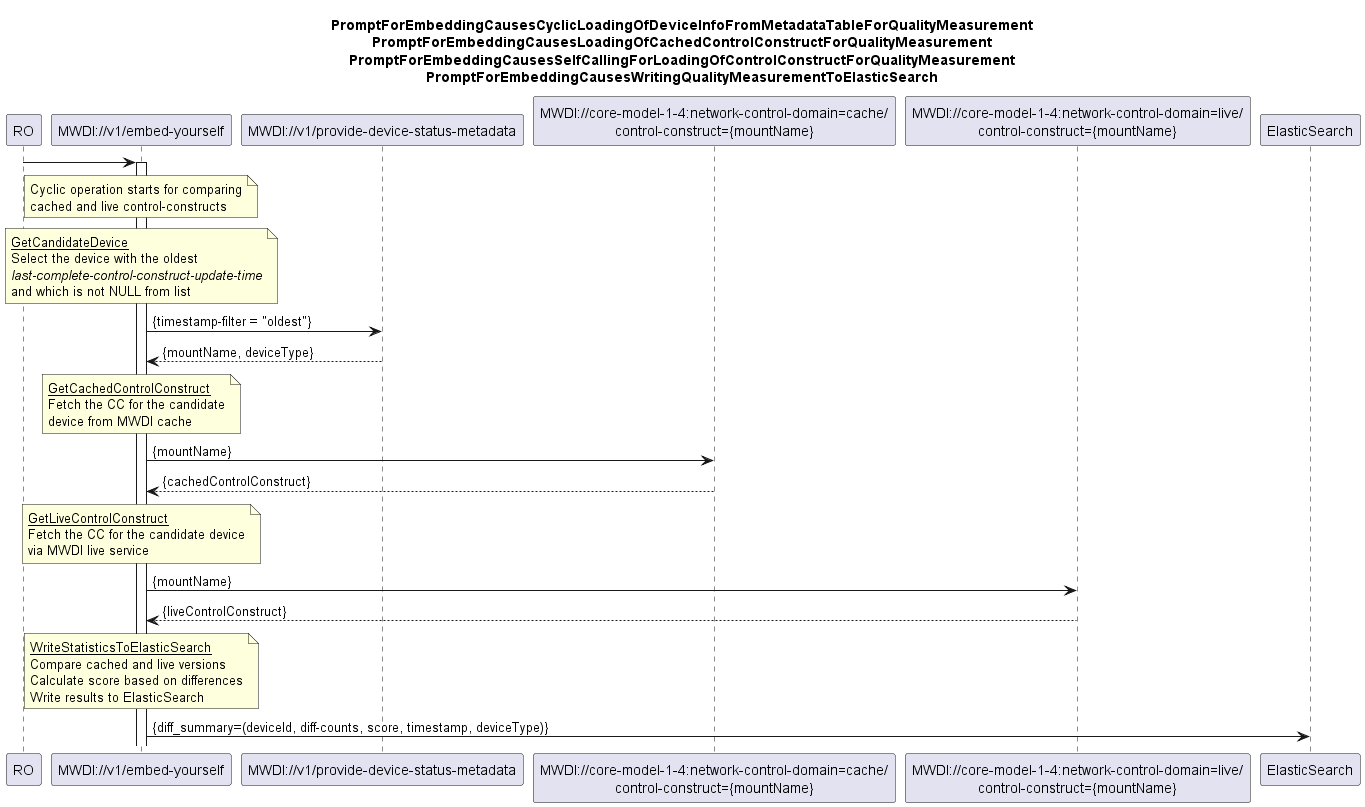 PromptForEmbeddingCausesCyclicLoadingOfDeviceInfoFromMetadataTableForQualityMeasurement
PromptForEmbeddingCausesLoadingOfCachedControlConstructForQualityMeasurement
PromptForEmbeddingCausesSelfCallingForLoadingOfControlConstructForQualityMeasurement
PromptForEmbeddingCausesWritingQualityMeasurementToElasticSearch
RO
MWDI://v1/embed-yourself
MWDI://v1/provide-device-status-metadata
MWDI://core-model-1-4:network-control-domain=cache/
control-construct={mountName}
MWDI://core-model-1-4:network-control-domain=live/
control-construct={mountName}
ElasticSearch
Cyclic operation starts for comparing
cached and live control-constructs
GetCandidateDevice
Select the device with the oldest
last-complete-control-construct-update-time
and which is not NULL from list
{timestamp-filter = "oldest"}
{mountName, deviceType}
GetCachedControlConstruct
Fetch the CC for the candidate
device from MWDI cache
{mountName}
{cachedControlConstruct}
GetLiveControlConstruct
Fetch the CC for the candidate device
via MWDI live service
{mountName}
{liveControlConstruct}
WriteStatisticsToElasticSearch
Compare cached and live versions
Calculate score based on differences
Write results to ElasticSearch
{diff_summary=(deviceId, diff-counts, score, timestamp, deviceType)}
RO
MWDI://v1/embed-yourself
MWDI://v1/provide-device-status-metadata
MWDI://core-model-1-4:network-control-domain=cache/
control-construct={mountName}
MWDI://core-model-1-4:network-control-domain=live/
control-construct={mountName}
ElasticSearch